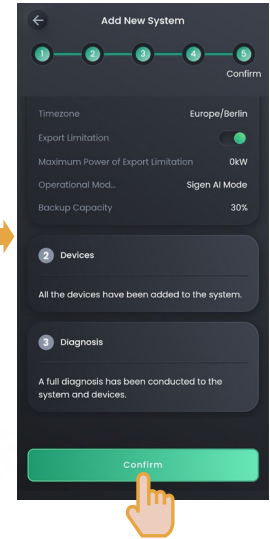 Add New System
1 2 3 4 5
Confirm
Timezone Europe/Berlin
Export Limitation
Maximum Power of Export Limitation 0kW
Operational Mod... Sigen AI Mode
Backup Capacity 30%
2 Devices
All the devices have been added to the system.
3 Diagnosis
A full diagnosis has been conducted to the
system and devices.
Confirm